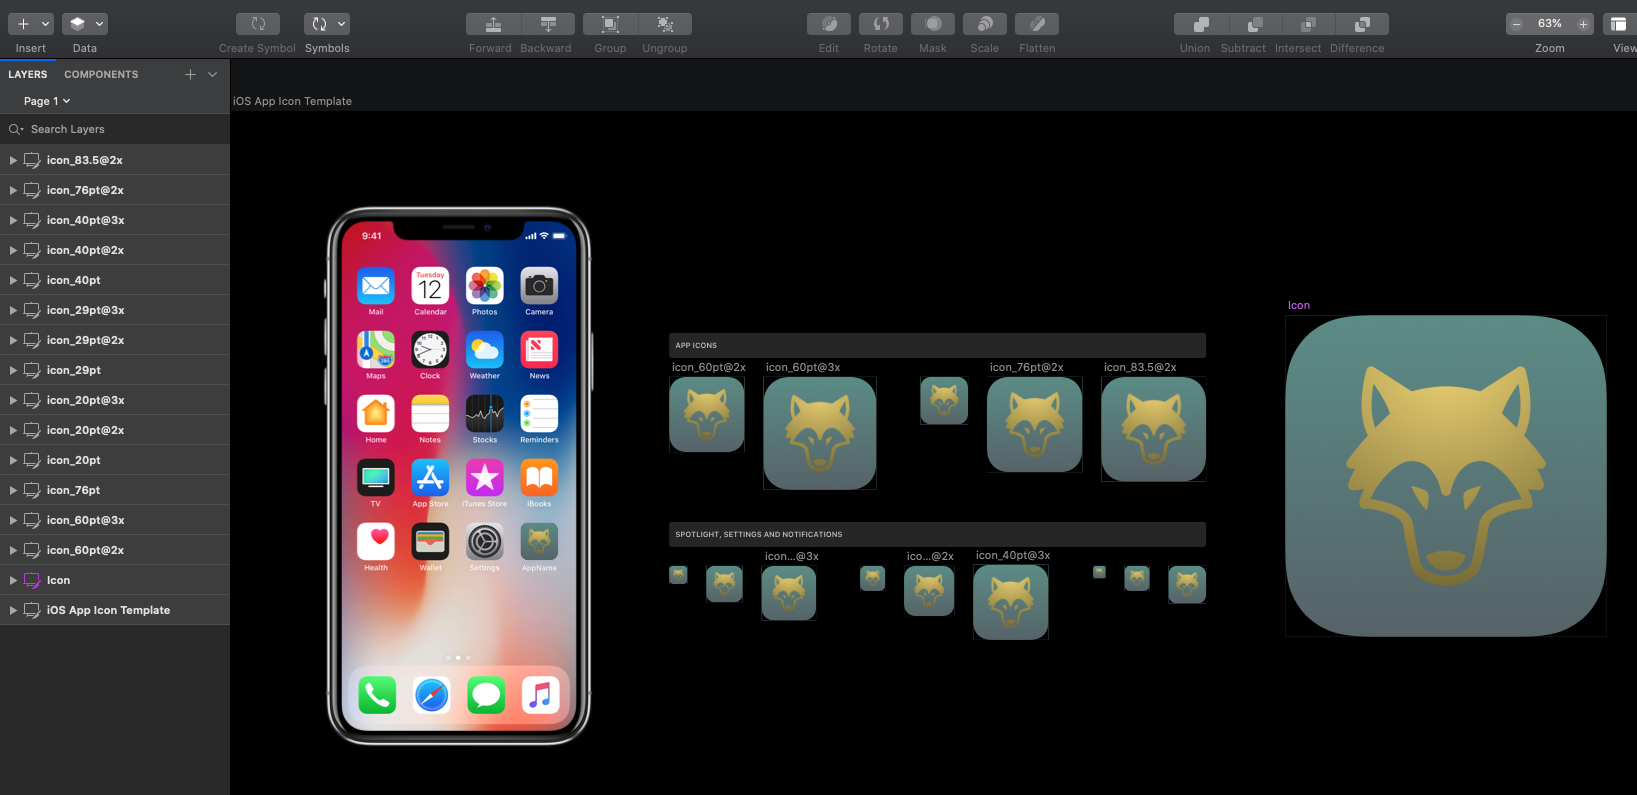 Insert
Data
Create Symbol
Symbols
Forward
Backward
Group
Ungroup
Edit
Rotate
Mask
Scale
Flatten
Union
Subtract
Intersect
Difference
63%
Zoom
View
LAYERS
COMPONENTS
Page 1
Search Layers
icon_83.5@2x
icon_76pt@2x
icon_40pt@3x
icon_40pt@2x
icon_40pt
icon_29pt@3x
icon_29pt@2x
icon_29pt
icon_20pt@3x
icon_20pt@2x
icon_20pt
icon_76pt
icon_60pt@3x
icon_60pt@2x
Icon
iOS App Icon Template
iOS App Icon Template
9:41
Tuesday
12
Mail
Calendar
Photos
Camera
280
Maps
Clock
Weather
News
Home
Notes
Stocks
Reminders
TV
App Store
iTunes Store
iBooks
Health
Wallet
Settings
AppName
APP ICONS
icon_60pt@2x
icon_60pt@3x
icon_76pt@2x
icon_83.5@2x
SPOTLIGHT, SETTINGS AND NOTIFICATIONS
icon...@3x
ico...@2x
icon_40pt@3x
Icon